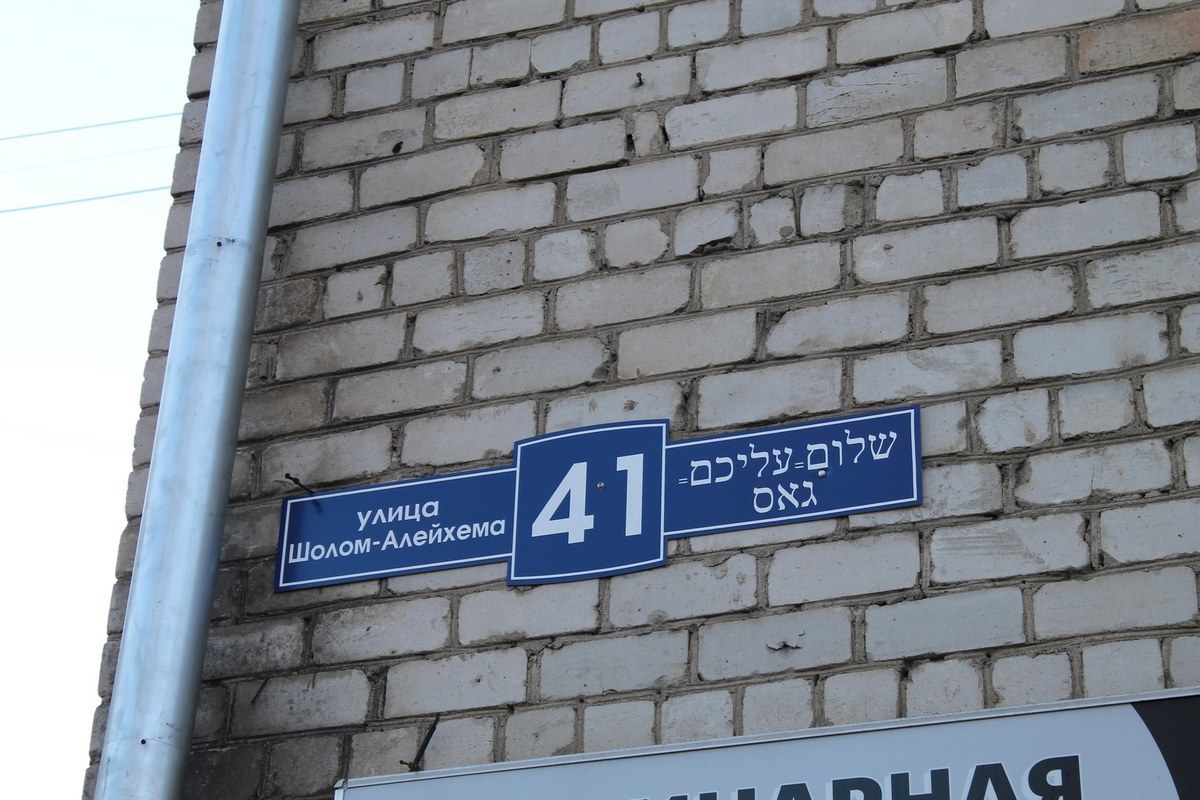 улица
Шолом-Алейхема
41
שלום=עליכם=
גאס